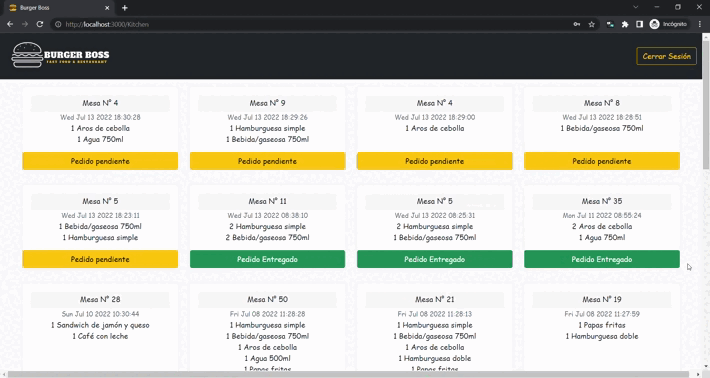 Burger Boss
http://localhost:3000/Kitchen
Incógnito
BURGER BOSS
FAST FOOD & RESTAURANT
Cerrar Sesión
Mesa N° 4
Wed Jul 13 2022 18:30:28
1 Aros de cebolla
1 Agua 750ml
Pedido pendiente
Mesa N° 9
Wed Jul 13 2022 18:29:26
1 Hamburguesa simple
1 Bebida/gaseosa 750ml
Pedido pendiente
Mesa N° 4
Wed Jul 13 2022 18:29:00
1 Aros de cebolla
Pedido pendiente
Mesa N° 8
Wed Jul 13 2022 18:28:51
1 Bebida/gaseosa 750ml
Pedido pendiente
Mesa N° 5
Wed Jul 13 2022 18:23:11
1 Bebida/gaseosa 750ml
1 Hamburguesa simple
Pedido pendiente
Mesa N° 11
Wed Jul 13 2022 08:38:10
2 Hamburguesa simple
2 Bebida/gaseosa 750ml
Pedido Entregado
Mesa N° 5
Wed Jul 13 2022 08:25:31
2 Hamburguesa simple
1 Bebida/gaseosa 750ml
Pedido Entregado
Mesa N° 35
Mon Jul 11 2022 08:55:24
2 Aros de cebolla
1 Agua 750ml
Pedido Entregado
Mesa N° 28
Sun Jul 10 2022 10:30:44
1 Sandwich de jamón y queso
1 Café con leche
Mesa N° 50
Fri Jul 08 2022 11:28:28
1 Hamburguesa simple
1 Bebida/gaseosa 750ml
1 Aros de cebolla
1 Agua 500ml
1 Papas fritas
Mesa N° 21
Fri Jul 08 2022 11:28:13
1 Hamburguesa simple
1 Bebida/gaseosa 750ml
1 Aros de cebolla
1 Hamburguesa doble
1 Papas fritas
Mesa N° 19
Fri Jul 08 2022 11:27:59
1 Papas fritas
1 Hamburguesa doble